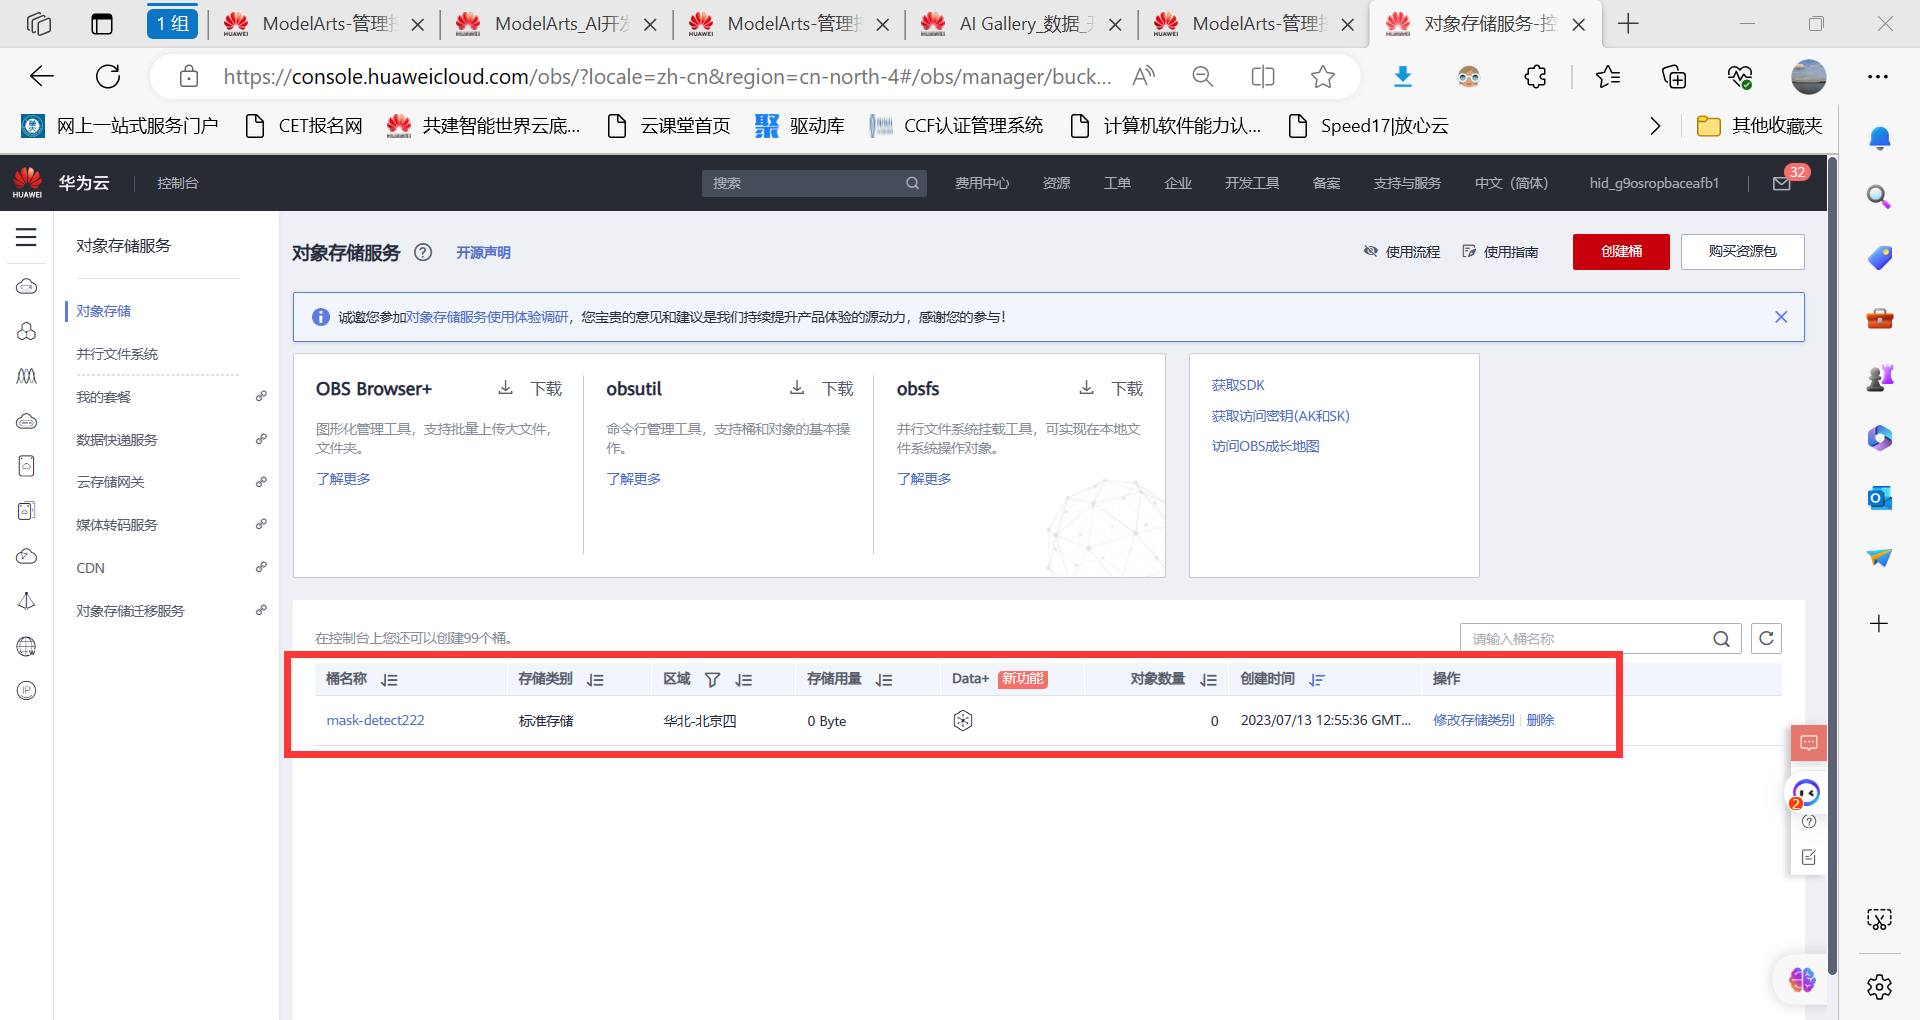 1 组
ModelArts-管理控
ModelArts_AI开发
ModelArts-管理控
AI Gallery_数据_开
ModelArts-管理控
对象存储服务-控
https://console.huaweicloud.com/obs/?locale=zh-cn&region=cn-north-4#/obs/manager/buck...
网上一站式服务门户
CET报名网
共建智能世界云底...
云课堂首页
驱动库
CCF认证管理系统
计算机软件能力认...
Speed17|放心云
其他收藏夹
HUAWEI
华为云
控制台
搜索
费用中心
资源
工单
企业
开发工具
备案
支持与服务
中文（简体）
hid_g9osropbaceafb1
32
对象存储服务
对象存储
并行文件系统
我的套餐
数据快递服务
云存储网关
媒体转码服务
CDN
对象存储迁移服务
对象存储服务
开源声明
使用流程
使用指南
创建桶
购买资源包
诚邀您参加对象存储服务使用体验调研，您宝贵的意见和建议是我们持续提升产品体验的源动力，感谢您的参与！
OBS Browser+
下载
图形化管理工具，支持批量上传大文件，
文件夹。
了解更多
obsutil
下载
命令行管理工具，支持桶和对象的基本操
作。
了解更多
obsfs
下载
并行文件系统挂载工具，可实现在本地文
件系统操作对象。
了解更多
获取SDK
获取访问密钥(AK和SK)
访问OBS成长地图
在控制台上您还可以创建99个桶。
请输入桶名称
桶名称
存储类别
区域
存储用量
Data+
新功能
对象数量
创建时间
操作
mask-detect222
标准存储
华北-北京四
0 Byte
0
2023/07/13 12:55:36 GMT...
修改存储类别
删除
2